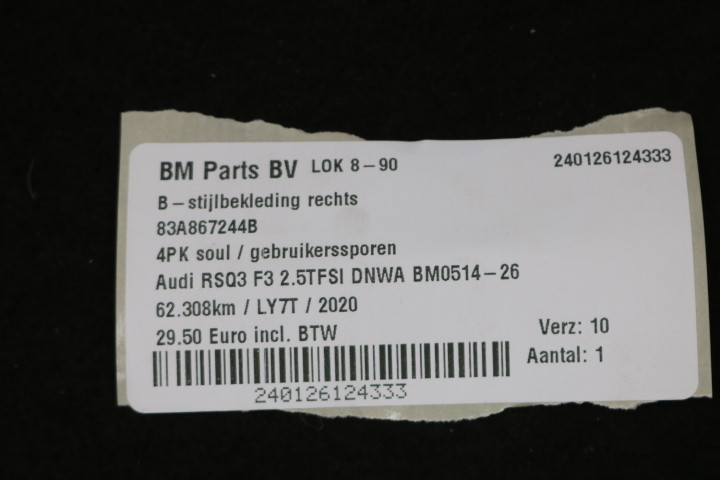 BM Parts BV LOK 8-90 240126124333
B-stijlbekleding rechts
83A867244B
4PK soul / gebruikerssporen
Audi RSQ3 F3 2.5TFSI DNWA BM0514-26
62.308km / LY7T / 2020
29.50 Euro incl. BTW
Verz: 10
Aantal: 1
240126124333